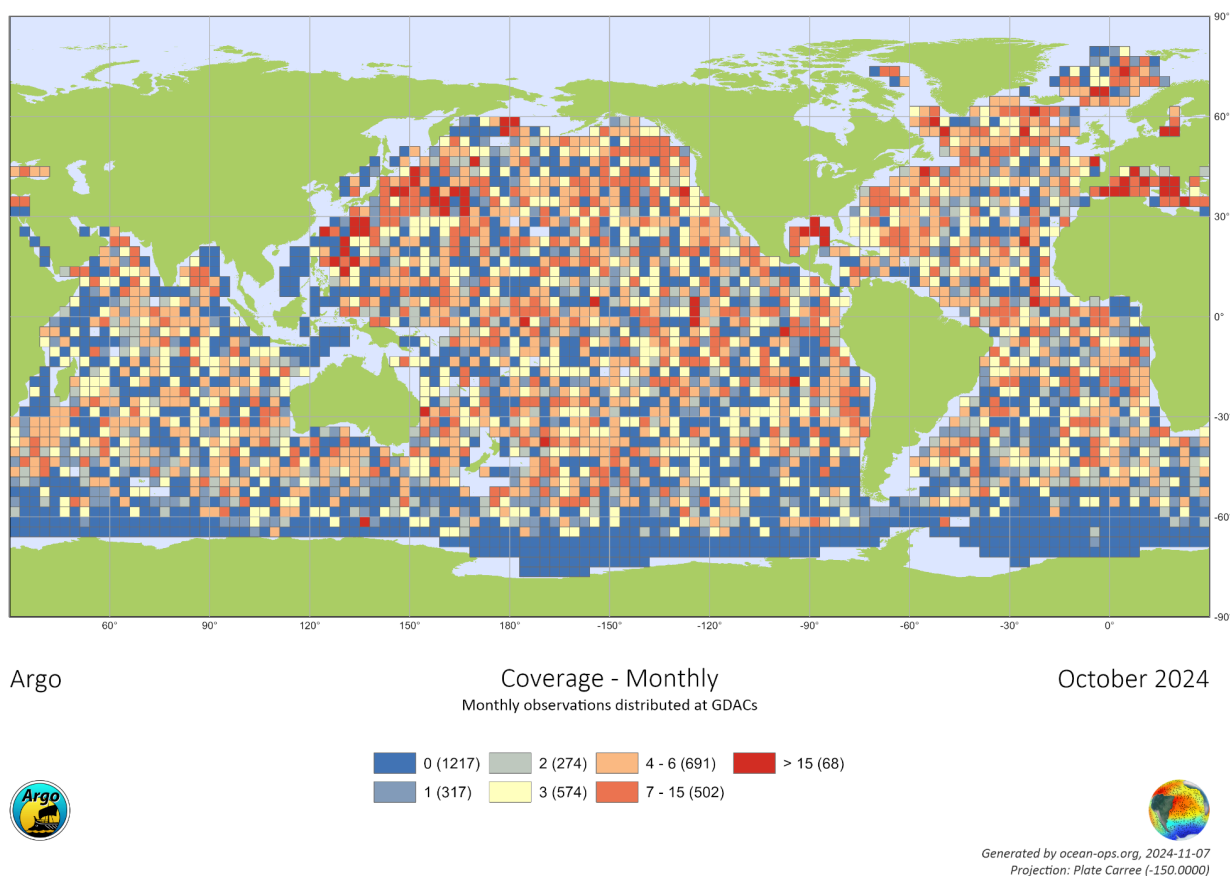 90°
60°
30°
0°
-30°
-60°
-90°
60° 90° 120° 150° 180° -150° -120° -90° -60° -30° 0°
Argo Coverage - Monthly October 2024
Monthly observations distributed at GDACs
0 (1217) 2 (274) 4 - 6 (691) > 15 (68)
1 (317) 3 (574) 7 - 15 (502)
Argo
Generated by ocean-ops.org, 2024-11-07
Projection: Plate Carree (-150.0000)